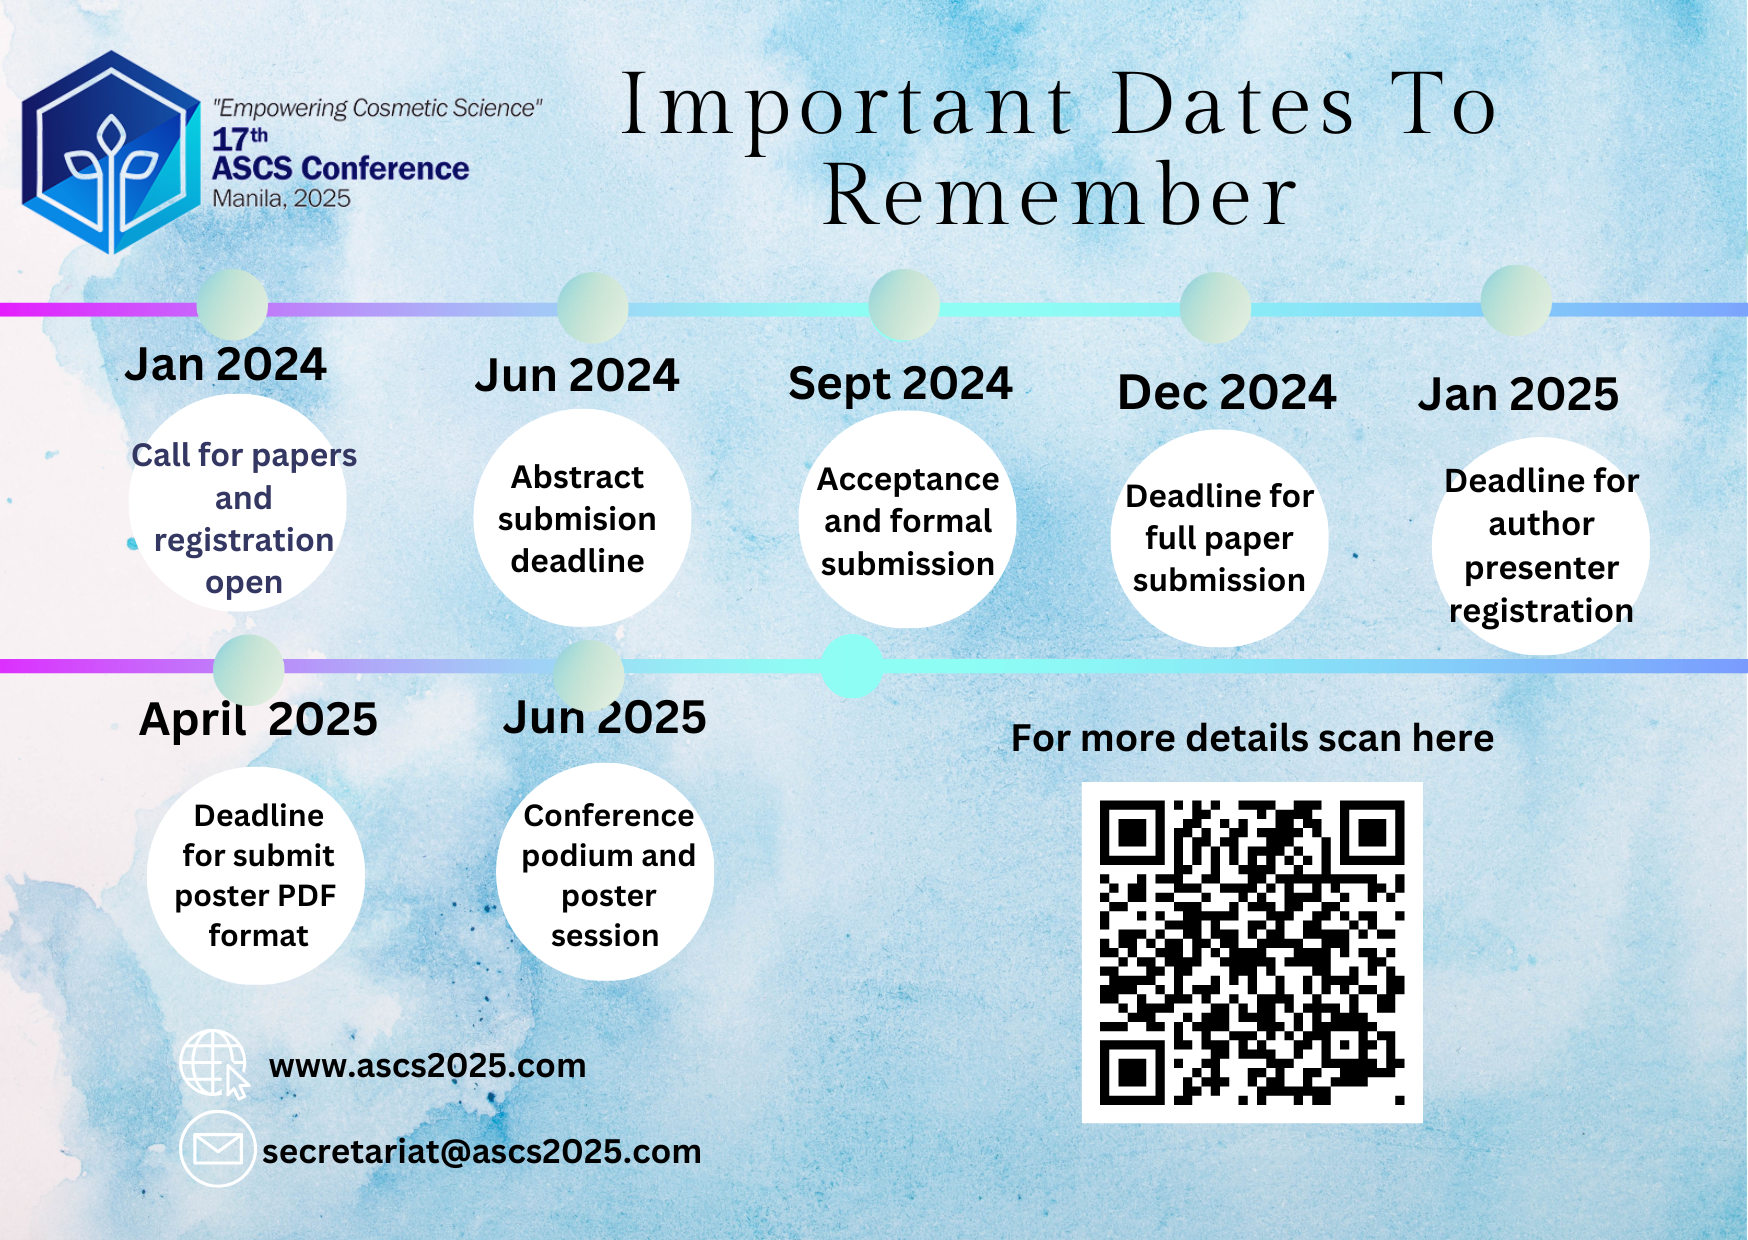 "Empowering Cosmetic Science"
17th
ASCS Conference
Manila, 2025
Important Dates To
Remember
Jan 2024
Call for papers
and
registration
open
Jun 2024
Abstract
submision
deadline
Sept 2024
Acceptance
and formal
submission
Dec 2024
Deadline for
full paper
submission
Jan 2025
Deadline for
author
presenter
registration
April 2025
Deadline
for submit
poster PDF
format
Jun 2025
Conference
podium and
poster
session
For more details scan here
www.ascs2025.com
secretariat@ascs2025.com